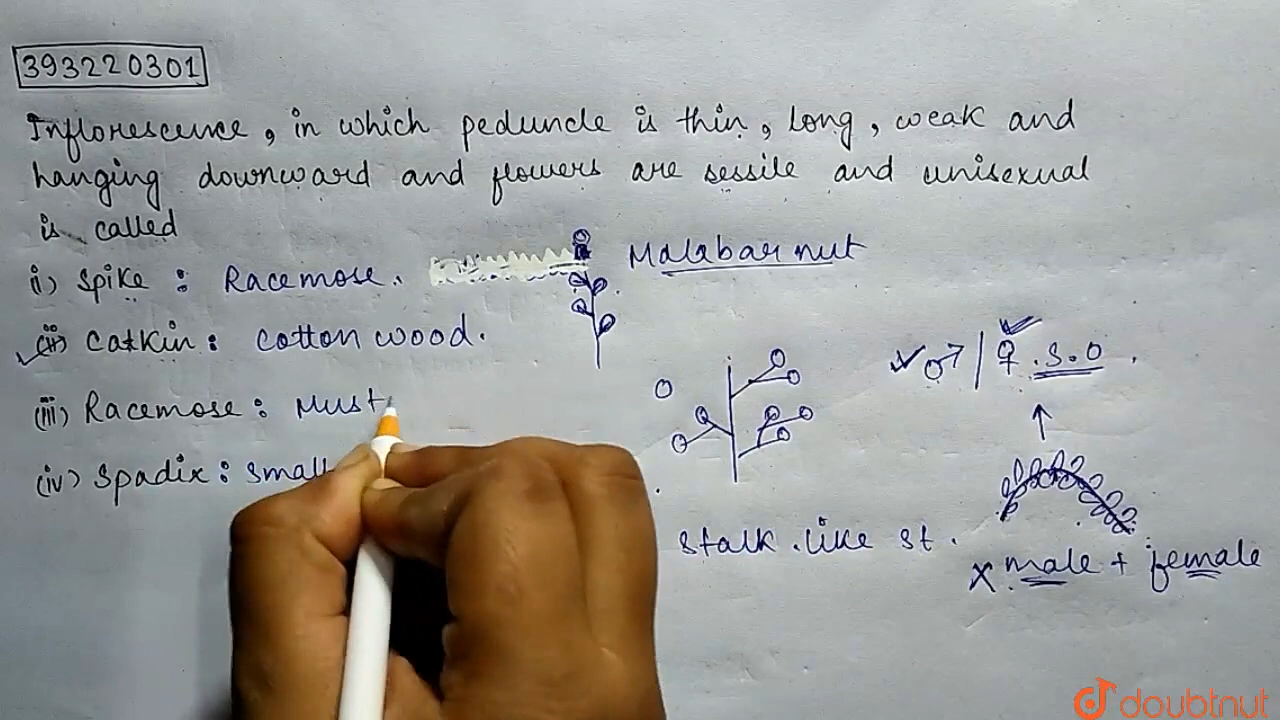 393220301
Inflorescence, in which peduncle is thin, long, weak and
hanging downward and flowers are sessile and unisexual
is called
i) Spike : Racemose. Malabar nut
(ii) Catkin : Cotton wood.
♂ / ♀ . S.O.
(iii) Racemose : Must
(iv) Spadix : small
stalk like st.
x male + female
doubtnut